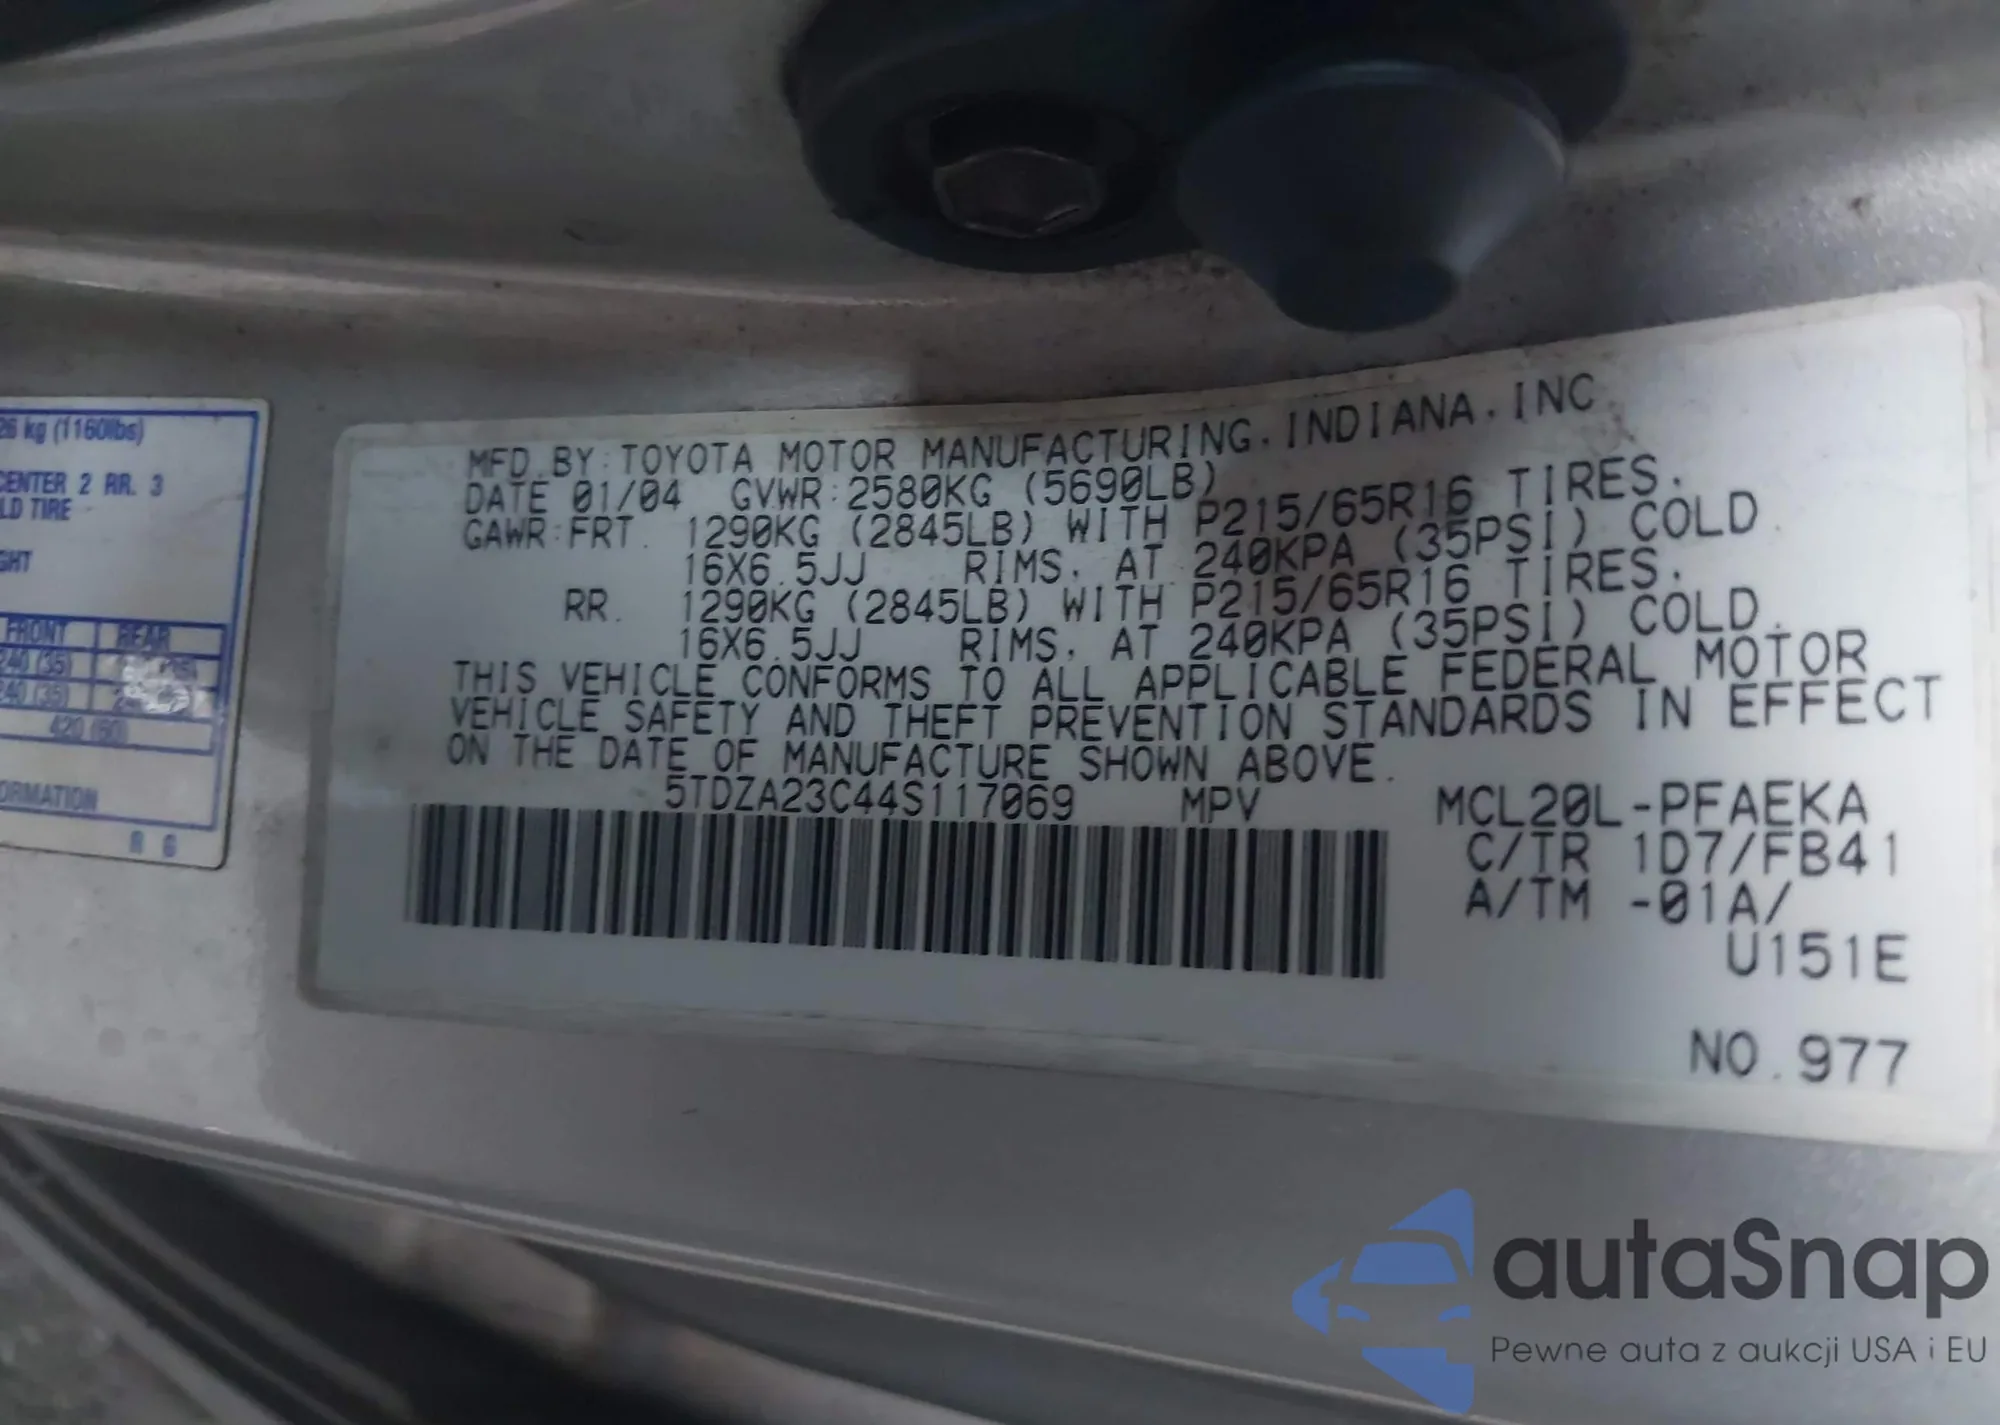 26 kg (1160lbs)
CENTER 2 RR. 3
LD TIRE
GHT
FRONT REAR
240 (35)
240 (35)
420 (60)
ORMATION
MFD.BY:TOYOTA MOTOR MANUFACTURING.INDIANA.INC.
DATE 01/04 GVWR:2580KG (5690LB)
GAWR:FRT. 1290KG (2845LB) WITH P215/65R16 TIRES.
16X6.5JJ RIMS. AT 240KPA (35PSI) COLD.
RR. 1290KG (2845LB) WITH P215/65R16 TIRES.
16X6.5JJ RIMS. AT 240KPA (35PSI) COLD.
THIS VEHICLE CONFORMS TO ALL APPLICABLE FEDERAL MOTOR
VEHICLE SAFETY AND THEFT PREVENTION STANDARDS IN EFFECT
ON THE DATE OF MANUFACTURE SHOWN ABOVE.
5TDZA23C44S117069 MPV MCL20L-PFAEKA
C/TR 1D7/FB41
A/TM -01A/
U151E
NO.977
autaSnap
Pewne auta z aukcji USA i EU